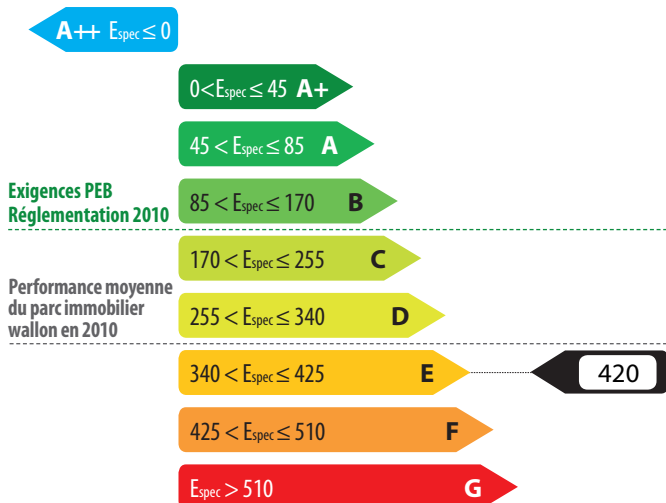 A++ Espec ≤ 0
0<Espec ≤ 45 A+
45 < Espec ≤ 85 A
Exigences PEB
Réglementation 2010
85 < Espec ≤ 170 B
170 < Espec ≤ 255 C
Performance moyenne
du parc immobilier
wallon en 2010
255 < Espec ≤ 340 D
340 < Espec ≤ 425 E 420
425 < Espec ≤ 510 F
Espec > 510 G